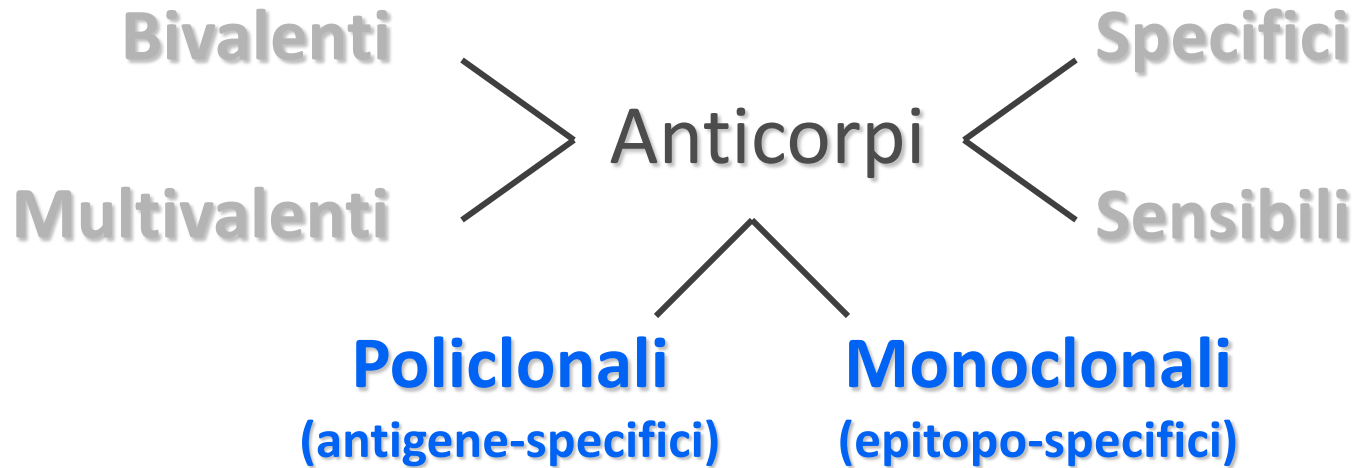 Bivalenti
Specifici
Anticorpi
Multivalenti
Sensibili
Policlonali
Monoclonali
(antigene-specifici)
(epitopo-specifici)